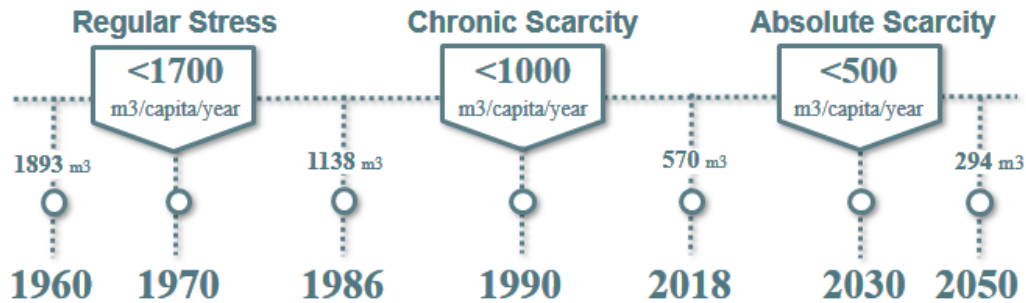 Regular Stress
Chronic Scarcity
Absolute Scarcity
<1700
m3/capita/year
<1000
m3/capita/year
<500
m3/capita/year
1893 m3
1138 m3
570 m3
294 m3
1960
1970
1986
1990
2018
2030
2050